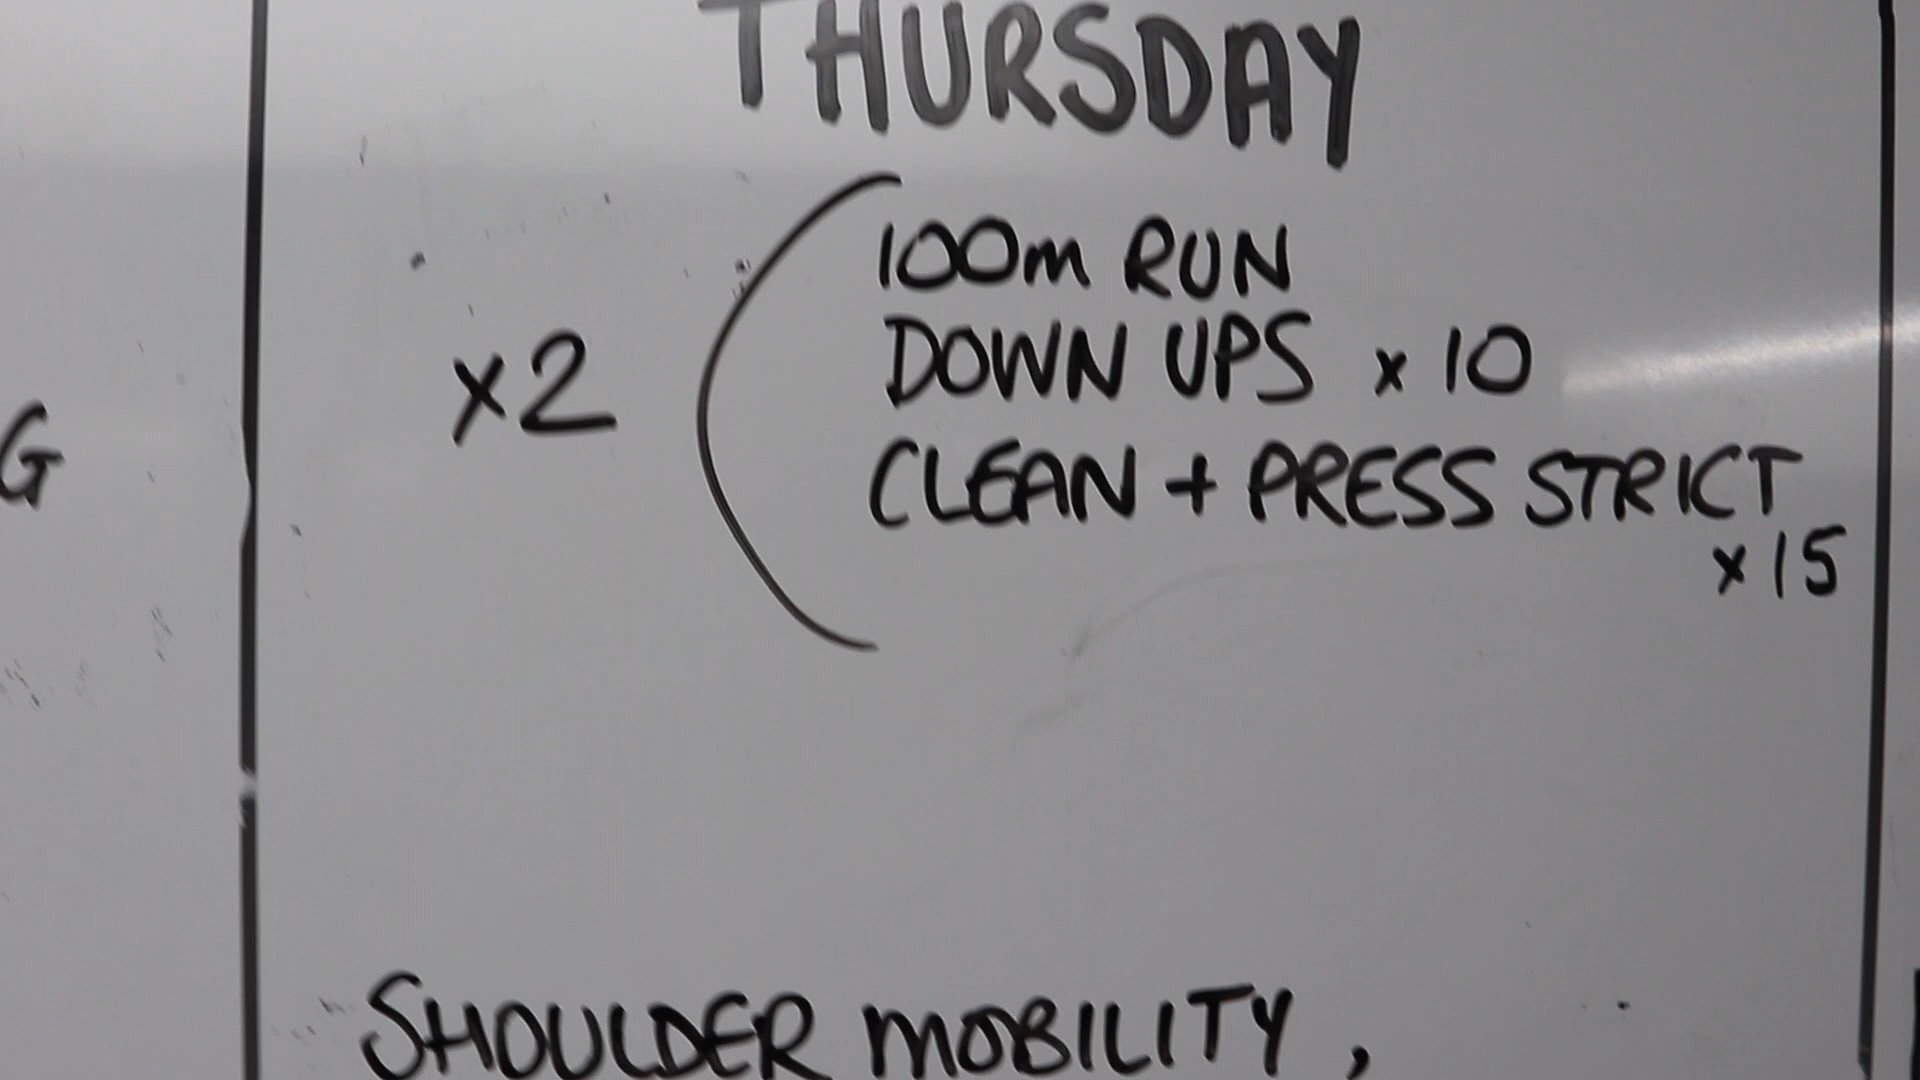 THURSDAY
100m RUN
x2
DOWN UPS x 10
CLEAN + PRESS STRICT
x 15
G
SHOULDER MOBILITY,